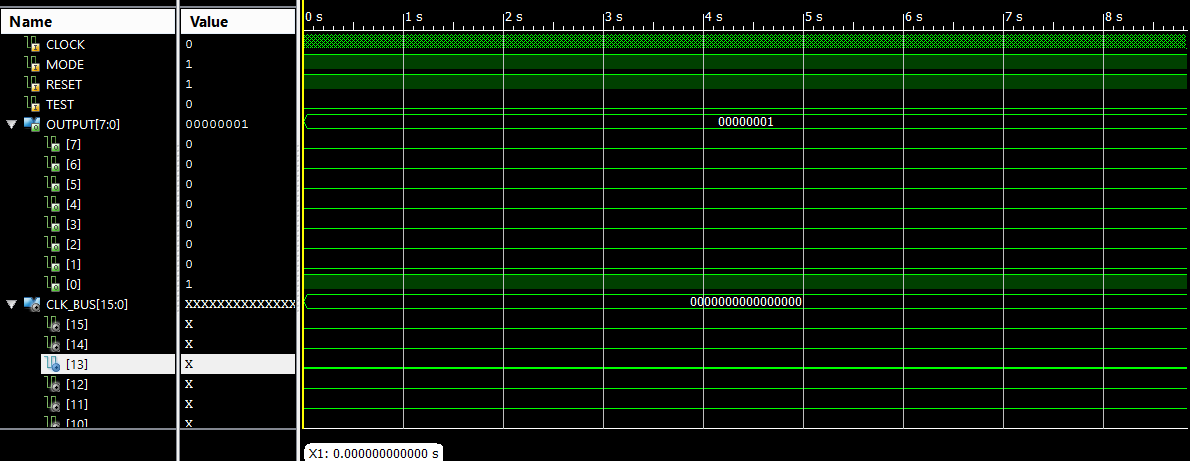 Name Value 0 s 1 s 2 s 3 s 4 s 5 s 6 s 7 s 8 s
CLOCK 0
MODE 1
RESET 1
TEST 0
OUTPUT[7:0] 00000001 00000001
[7] 0
[6] 0
[5] 0
[4] 0
[3] 0
[2] 0
[1] 0
[0] 1
CLK_BUS[15:0] XXXXXXXXXXXXXX 0000000000000000
[15] X
[14] X
[13] X
[12] X
[11] X
[10] X
X1: 0.000000000000 s